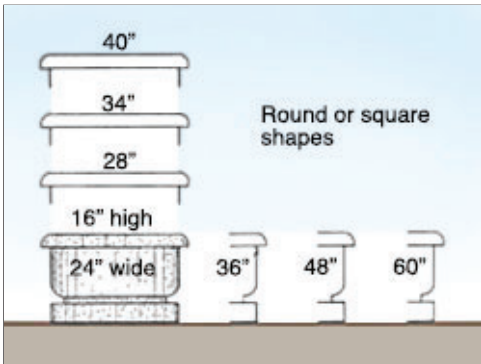 40”
34”
Round or square
shapes
28”
16” high
24” wide
36”
48”
60”